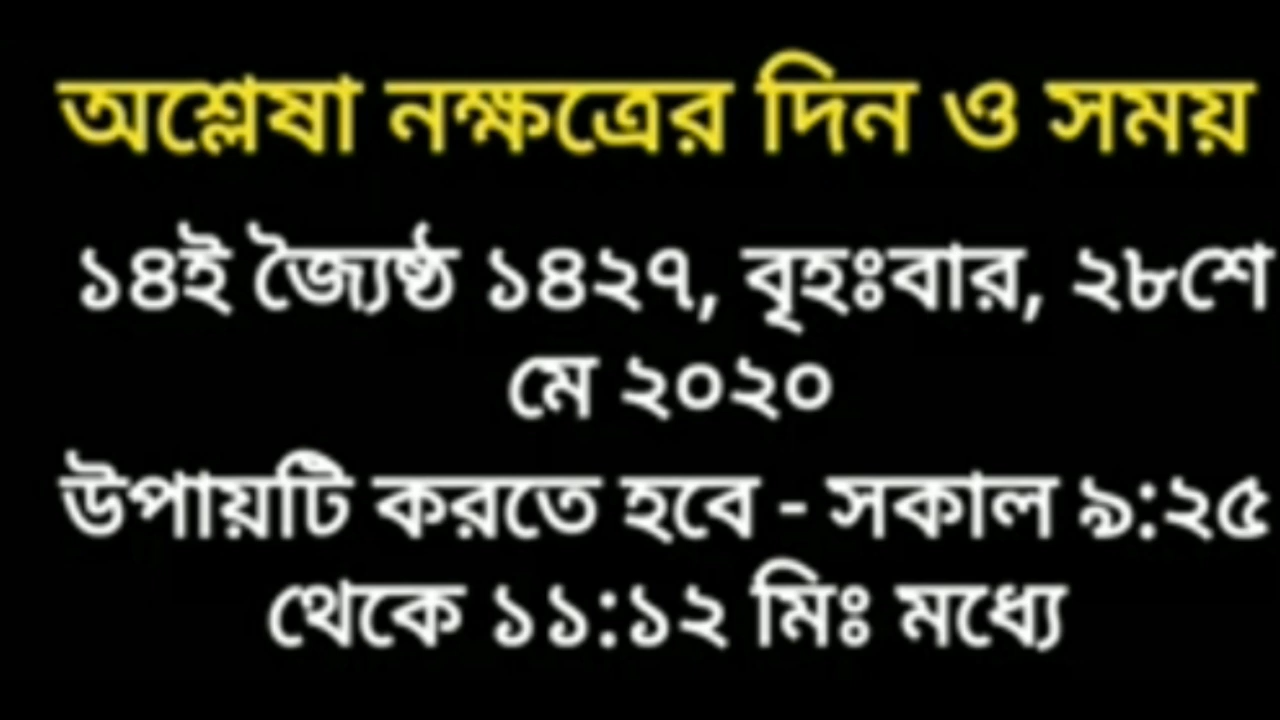 অশ্লেষা নক্ষত্রের দিন ও সময়
১৪ই জ্যৈষ্ঠ ১৪২৭, বৃহঃবার, ২৮শে
মে ২০২০
উপায়টি করতে হবে - সকাল ৯:২৫
থেকে ১১:১২ মিঃ মধ্যে